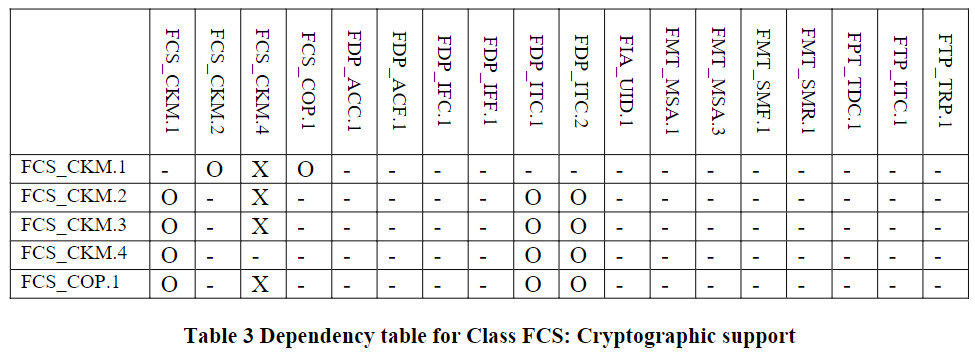 FCS_CKM.1 FCS_CKM.2 FCS_CKM.4 FCS_COP.1 FDP_ACC.1 FDP_ACF.1 FDP_IFC.1 FDP_IFF.1 FDP_ITC.1 FDP_ITC.2 FIA_UID.1 FMT_MSA.1 FMT_MSA.3 FMT_SMF.1 FMT_SMR.1 FPT_TDC.1 FTP_ITC.1 FTP_TRP.1
FCS_CKM.1 - O X O - - - - - - - - - - - - - -
FCS_CKM.2 O - X - - - - - O O - - - - - - - -
FCS_CKM.3 O - X - - - - - O O - - - - - - - -
FCS_CKM.4 O - - - - - - - O O - - - - - - - -
FCS_COP.1 O - X - - - - - O O - - - - - - - -
Table 3 Dependency table for Class FCS: Cryptographic support